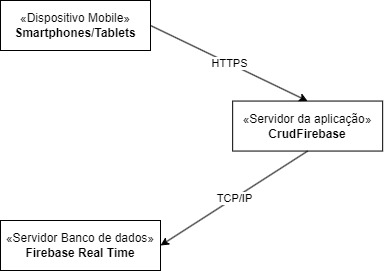 «Dispositivo Mobile»
Smartphones/Tablets
HTTPS
«Servidor da aplicação»
CrudFirebase
TCP/IP
«Servidor Banco de dados»
Firebase Real Time